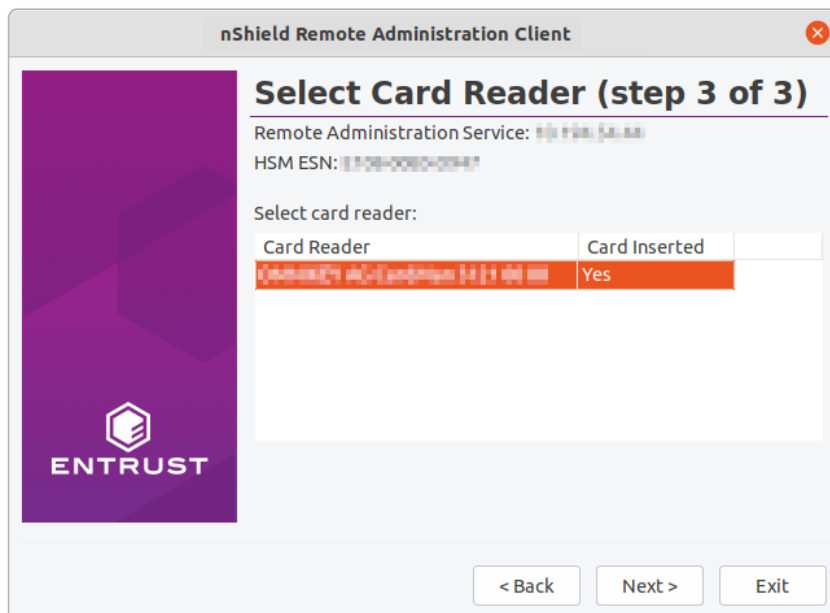 nShield Remote Administration Client
Select Card Reader (step 3 of 3)
Remote Administration Service:
HSM ESN:
Select card reader:
Card Reader Card Inserted
Yes
ENTRUST
< Back Next > Exit